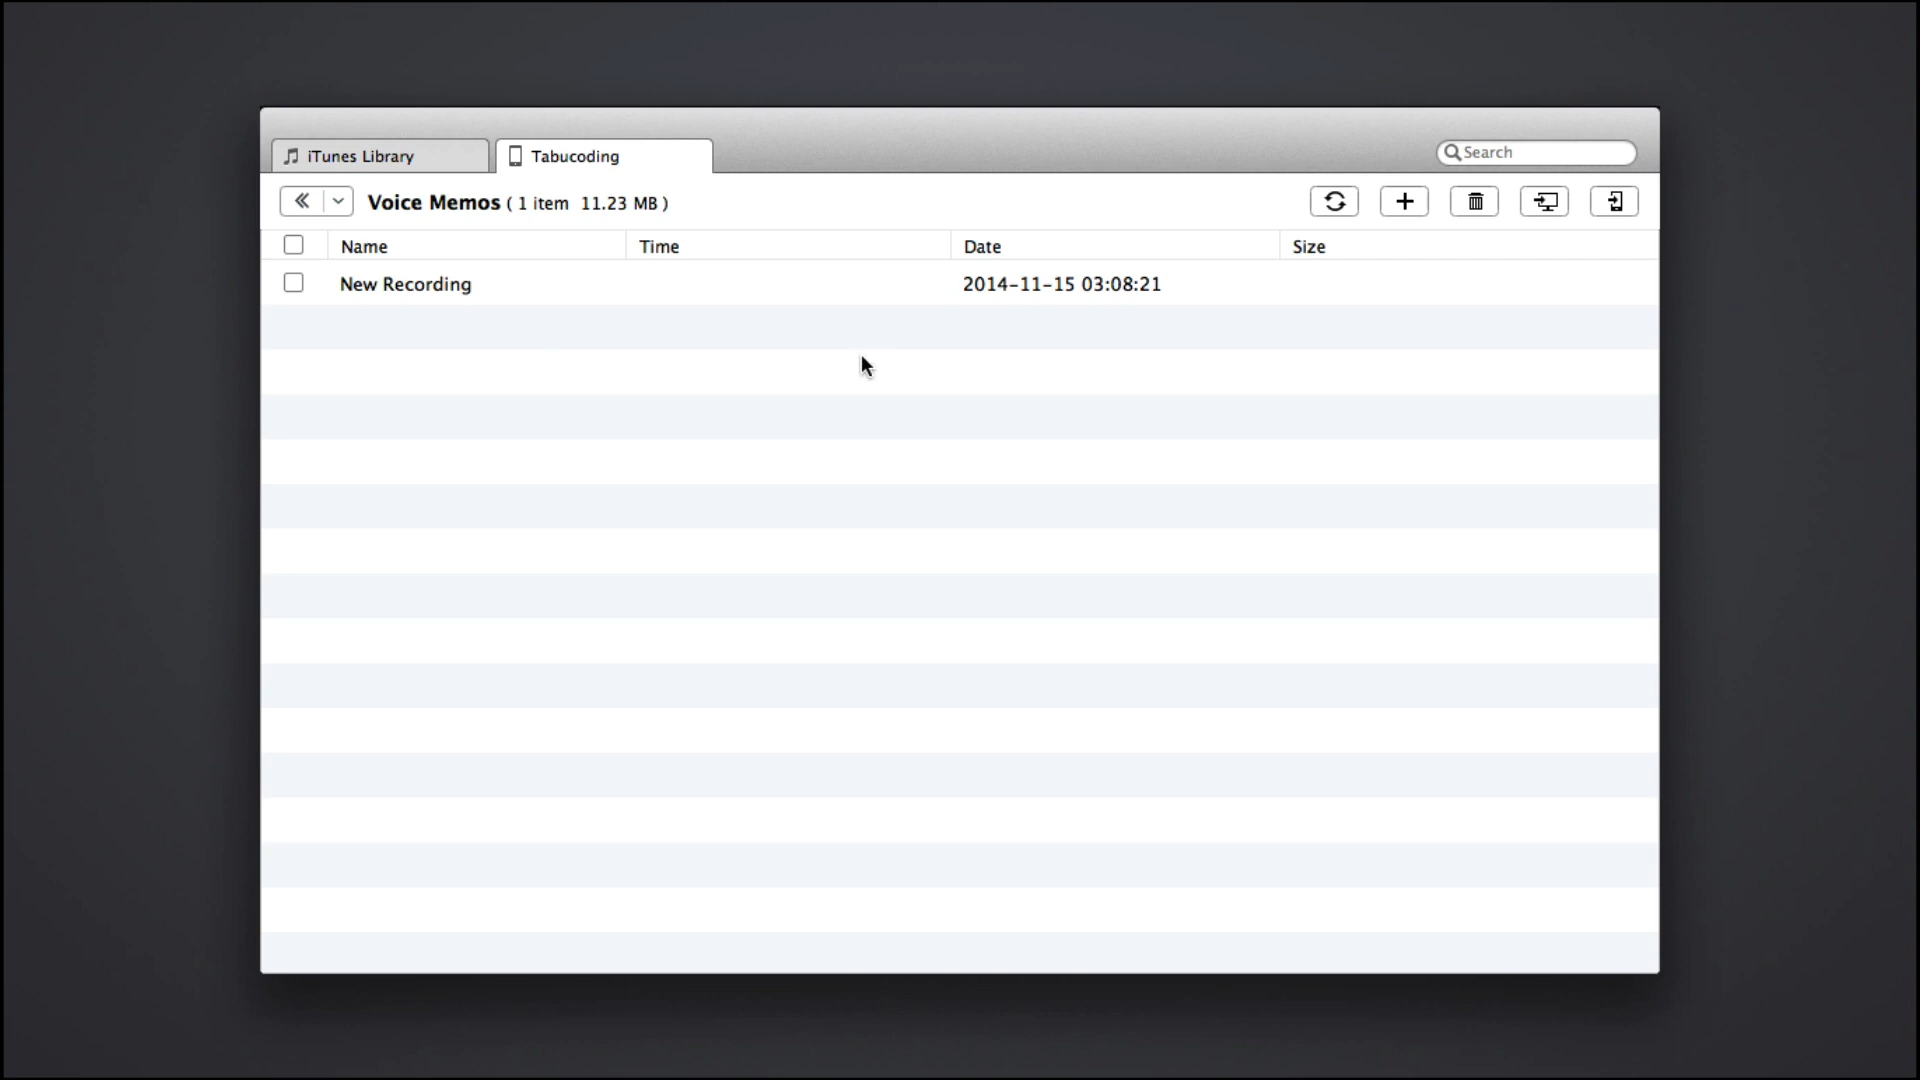 iTunes Library
Tabucoding
Search
Voice Memos ( 1 item 11.23 MB )
Name Time Date Size
New Recording 2014-11-15 03:08:21